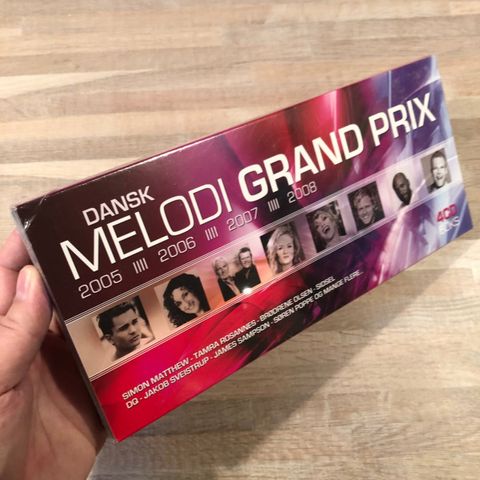 DANSK
MELODI GRAND PRIX
2005 |||| 2006 |||| 2007 |||| 2008
4CD
BOKS
SIMON MATTHEW - TAMRA ROSANNES - BRØDRENE OLSEN - SIDSEL
DQ - JAKOB SVEISTRUP - JAMES SAMPSON - SØREN POPPE OG MANGE FLERE...